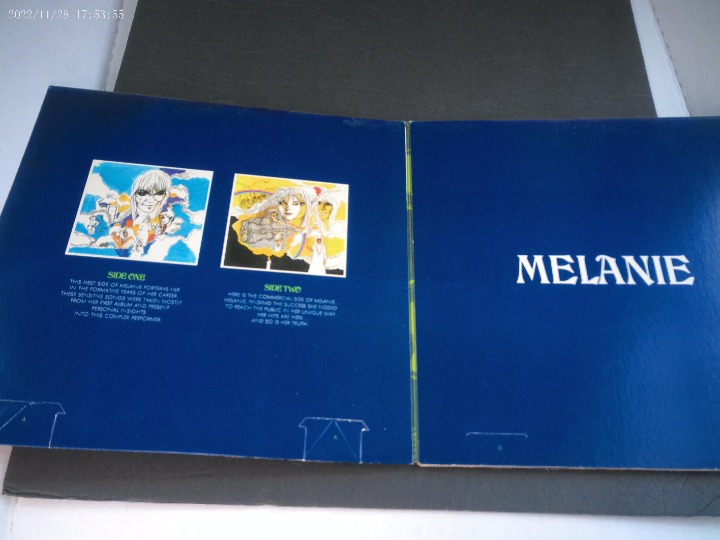 2022/11/28 17:53:55
SIDE ONE
THIS FIRST SIDE OF MELANIE PORTRAYS HER
IN THE FORMATIVE YEARS OF HER CAREER.
THESE SENSITIVE SONGS WERE TAKEN MOSTLY
FROM HER FIRST ALBUM AND PRESENT
PERSONAL INSIGHTS
INTO THIS COMPLEX PERFORMER.
SIDE TWO
HERE IS THE COMMERCIAL SIDE OF MELANIE.
MELANIE, FINDING THE SUCCESS SHE NEEDED
TO REACH THE PUBLIC IN HER UNIQUE WAY.
HER HITS ARE HERE,
AND SO IS HER TRUTH.
MELANIE
A